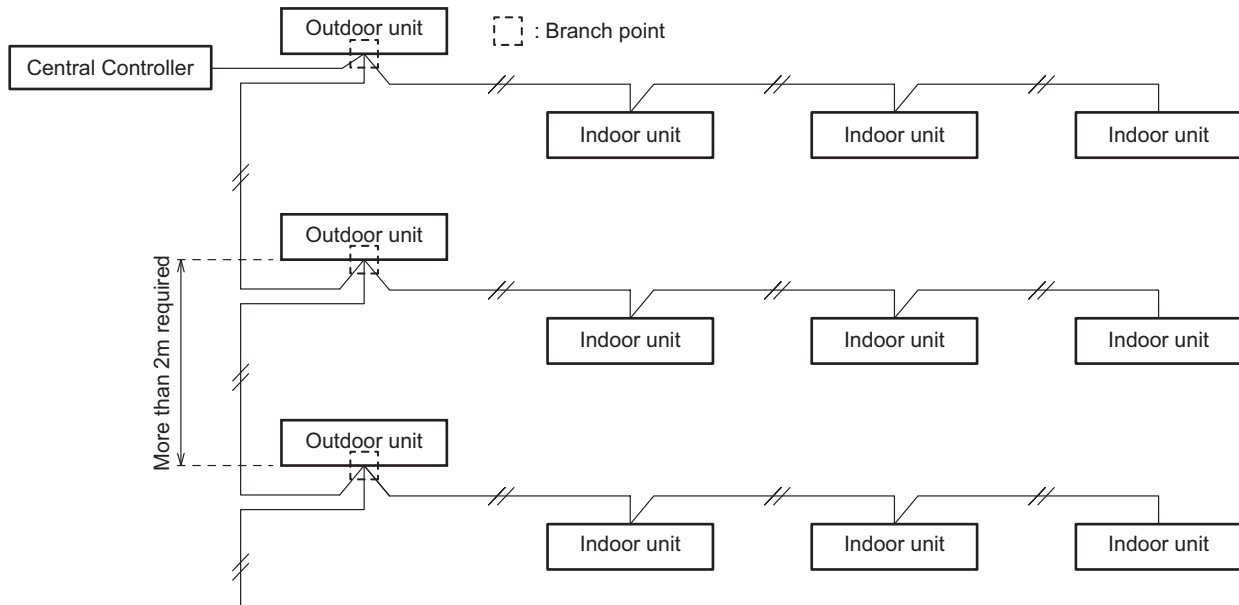 Outdoor unit
: Branch point
Central Controller
Indoor unit
Indoor unit
Indoor unit
Outdoor unit
More than 2m required
Indoor unit
Indoor unit
Indoor unit
Outdoor unit
Indoor unit
Indoor unit
Indoor unit